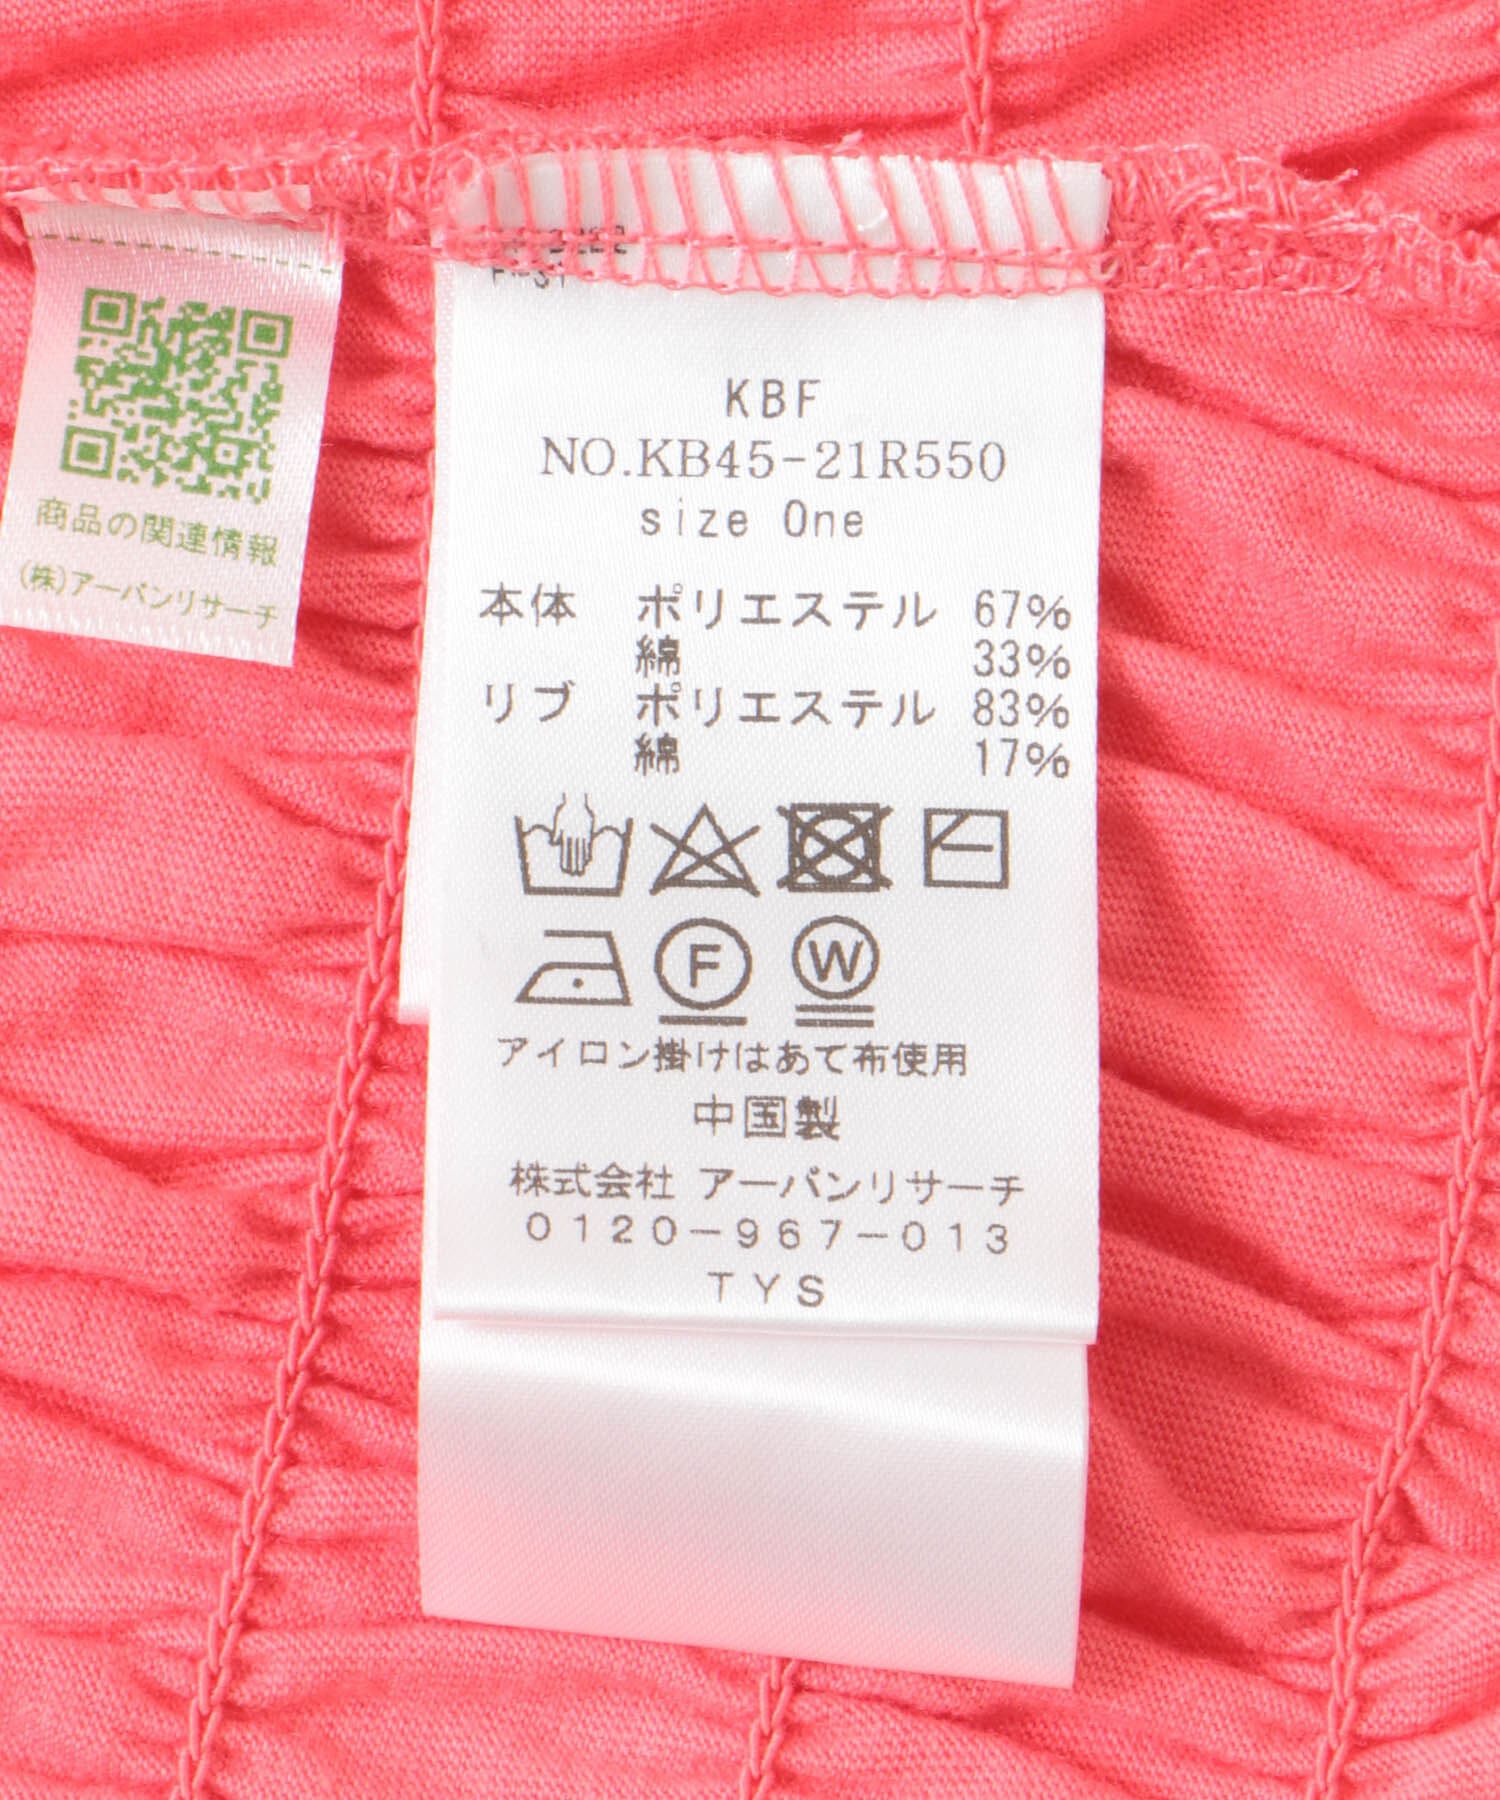 商品の関連情報
(株)アーバンリサーチ
KBF
NO.KB45-21R550
size One
本体 ポリエステル 67%
綿 33%
リブ ポリエステル 83%
綿 17%
F
W
アイロン掛けはあて布使用
中国製
株式会社 アーバンリサーチ
0120-967-013
TYS